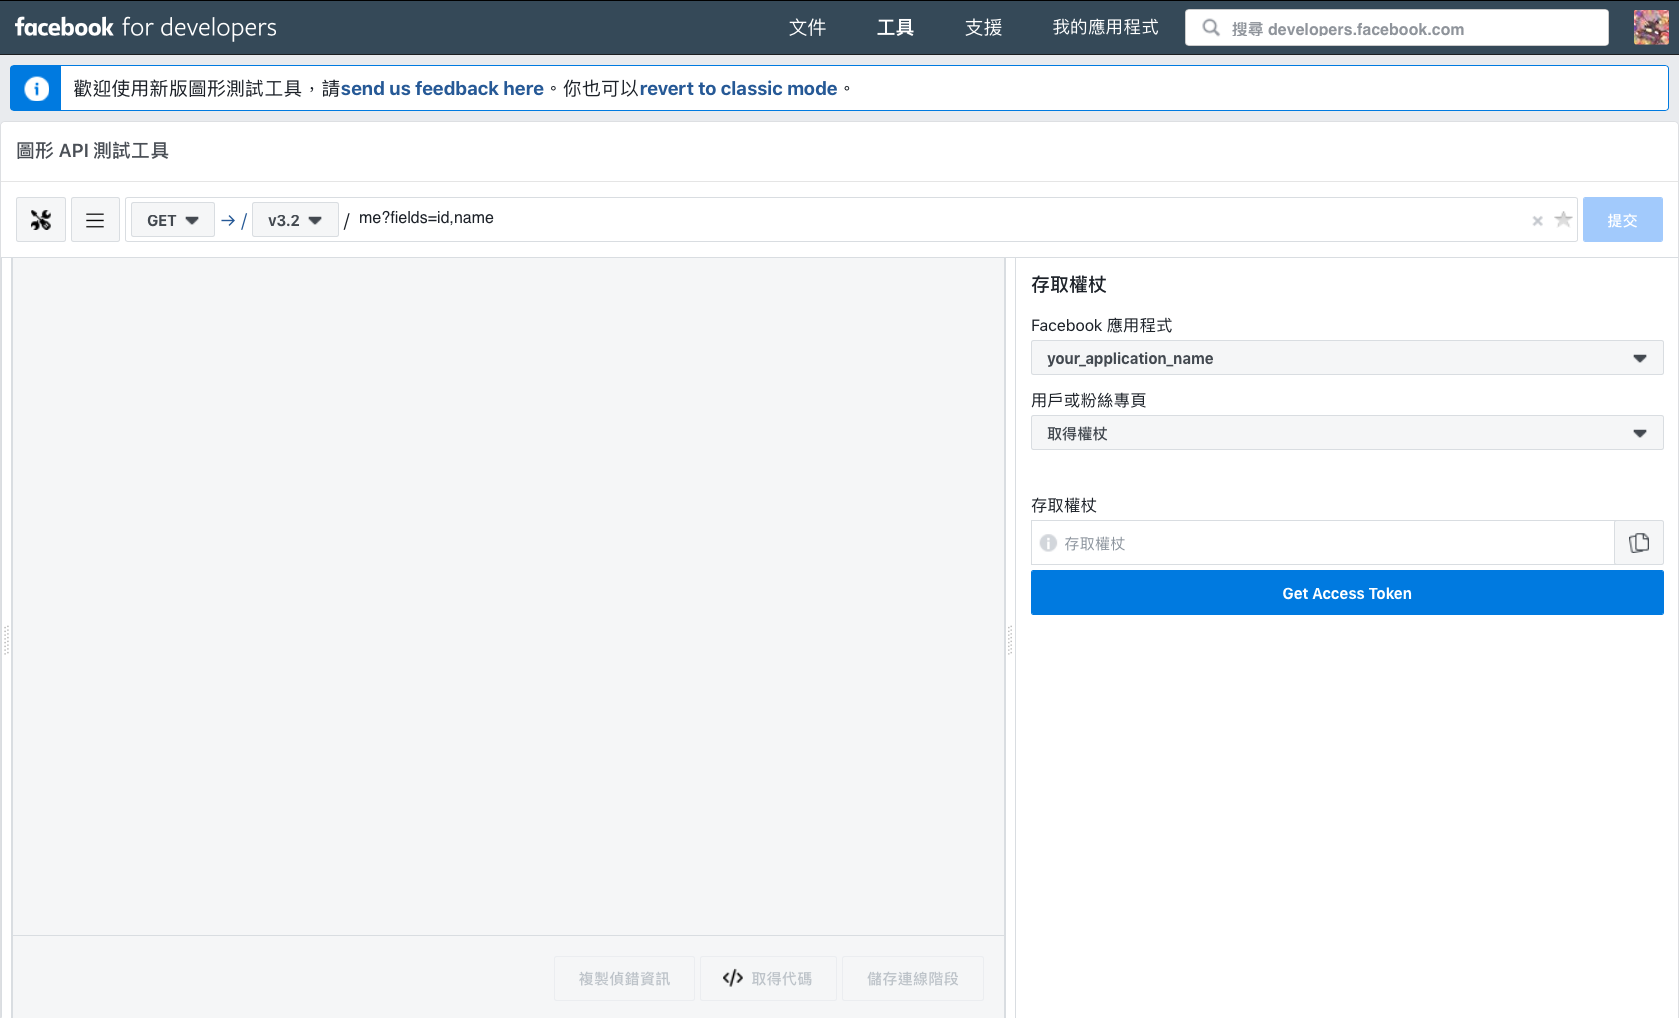 facebook for developers 文件 工具 支援 我的應用程式 搜尋 developers.facebook.com
歡迎使用新版圖形測試工具，請send us feedback here。你也可以revert to classic mode。
圖形 API 測試工具
GET → / v3.2 / me?fields=id,name × 提交
存取權杖
Facebook 應用程式
your_application_name
用戶或粉絲專頁
取得權杖
存取權杖
存取權杖
Get Access Token
複製偵錯資訊 </> 取得代碼 儲存連線階段